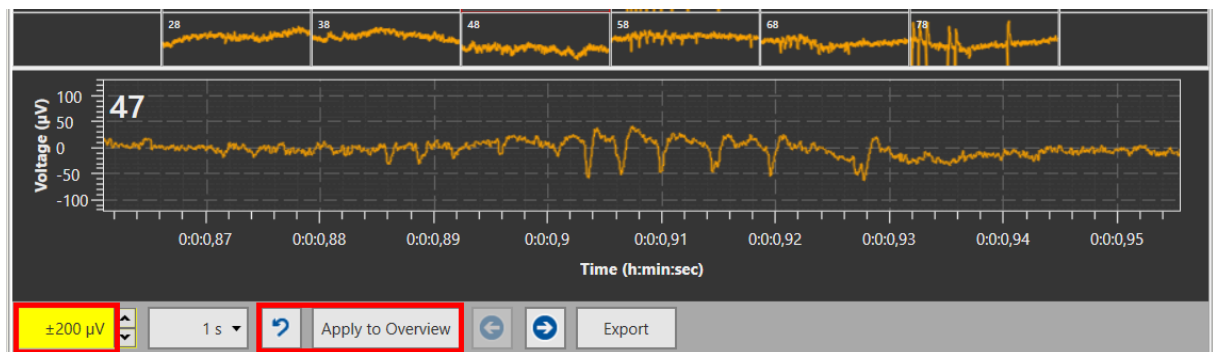 28 38 48 58 68 78
47
Voltage (µV)
100
50
0
-50
-100
0:0:0,87 0:0:0,88 0:0:0,89 0:0:0,9 0:0:0,91 0:0:0,92 0:0:0,93 0:0:0,94 0:0:0,95
Time (h:min:sec)
±200 µV 1 s Apply to Overview Export